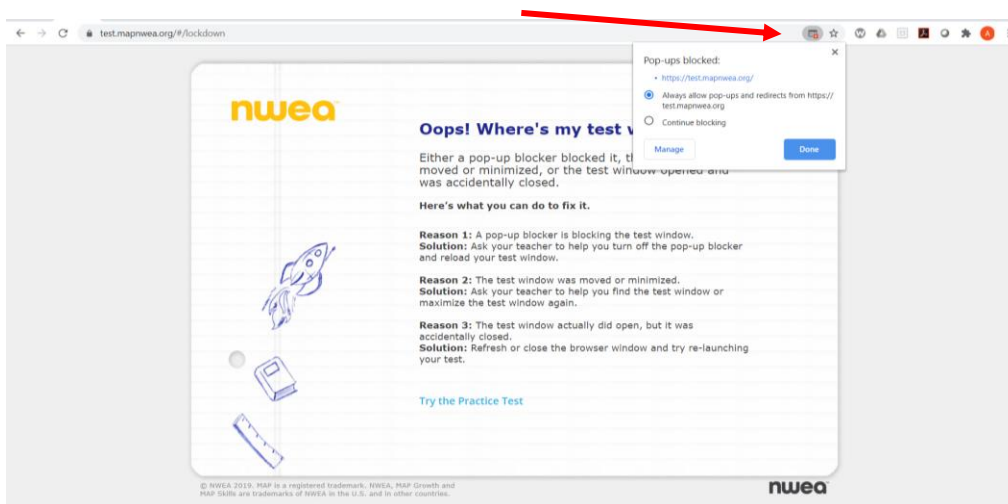 test.mapnwea.org/#/lockdown
Pop-ups blocked:
• https://test.mapnwea.org/
Always allow pop-ups and redirects from https://
test.mapnwea.org
Continue blocking
Manage
Done
nwea
Oops! Where's my test
Either a pop-up blocker blocked it,
moved or minimized, or the test window opened and
was accidentally closed.
Here's what you can do to fix it.
Reason 1: A pop-up blocker is blocking the test window.
Solution: Ask your teacher to help you turn off the pop-up blocker
and reload your test window.
Reason 2: The test window was moved or minimized.
Solution: Ask your teacher to help you find the test window or
maximize the test window again.
Reason 3: The test window actually did open, but it was
accidentally closed.
Solution: Refresh or close the browser window and try re-launching
your test.
Try the Practice Test
© NWEA 2019. MAP is a registered trademark. NWEA, MAP Growth and
MAP Skills are trademarks of NWEA in the U.S. and in other countries.
nwea